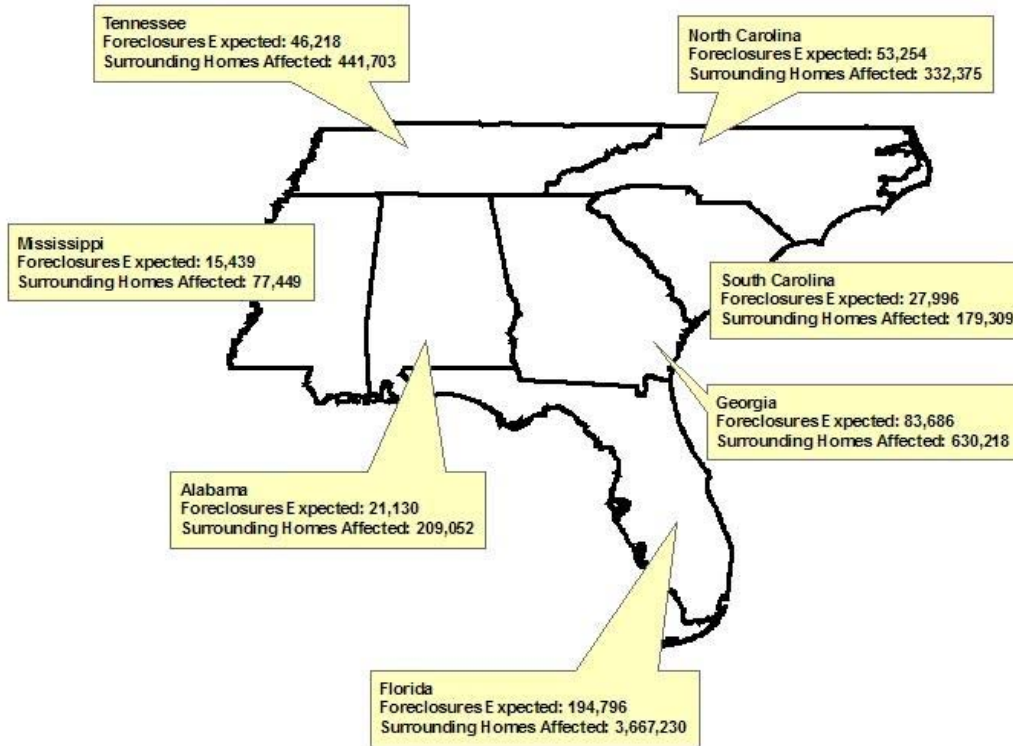 Tennessee
Foreclosures Expected: 46,218
Surrounding Homes Affected: 441,703
North Carolina
Foreclosures Expected: 53,254
Surrounding Homes Affected: 332,375
Mississippi
Foreclosures Expected: 15,439
Surrounding Homes Affected: 77,449
South Carolina
Foreclosures Expected: 27,996
Surrounding Homes Affected: 179,309
Georgia
Foreclosures Expected: 83,686
Surrounding Homes Affected: 630,218
Alabama
Foreclosures Expected: 21,130
Surrounding Homes Affected: 209,052
Florida
Foreclosures Expected: 194,796
Surrounding Homes Affected: 3,667,230